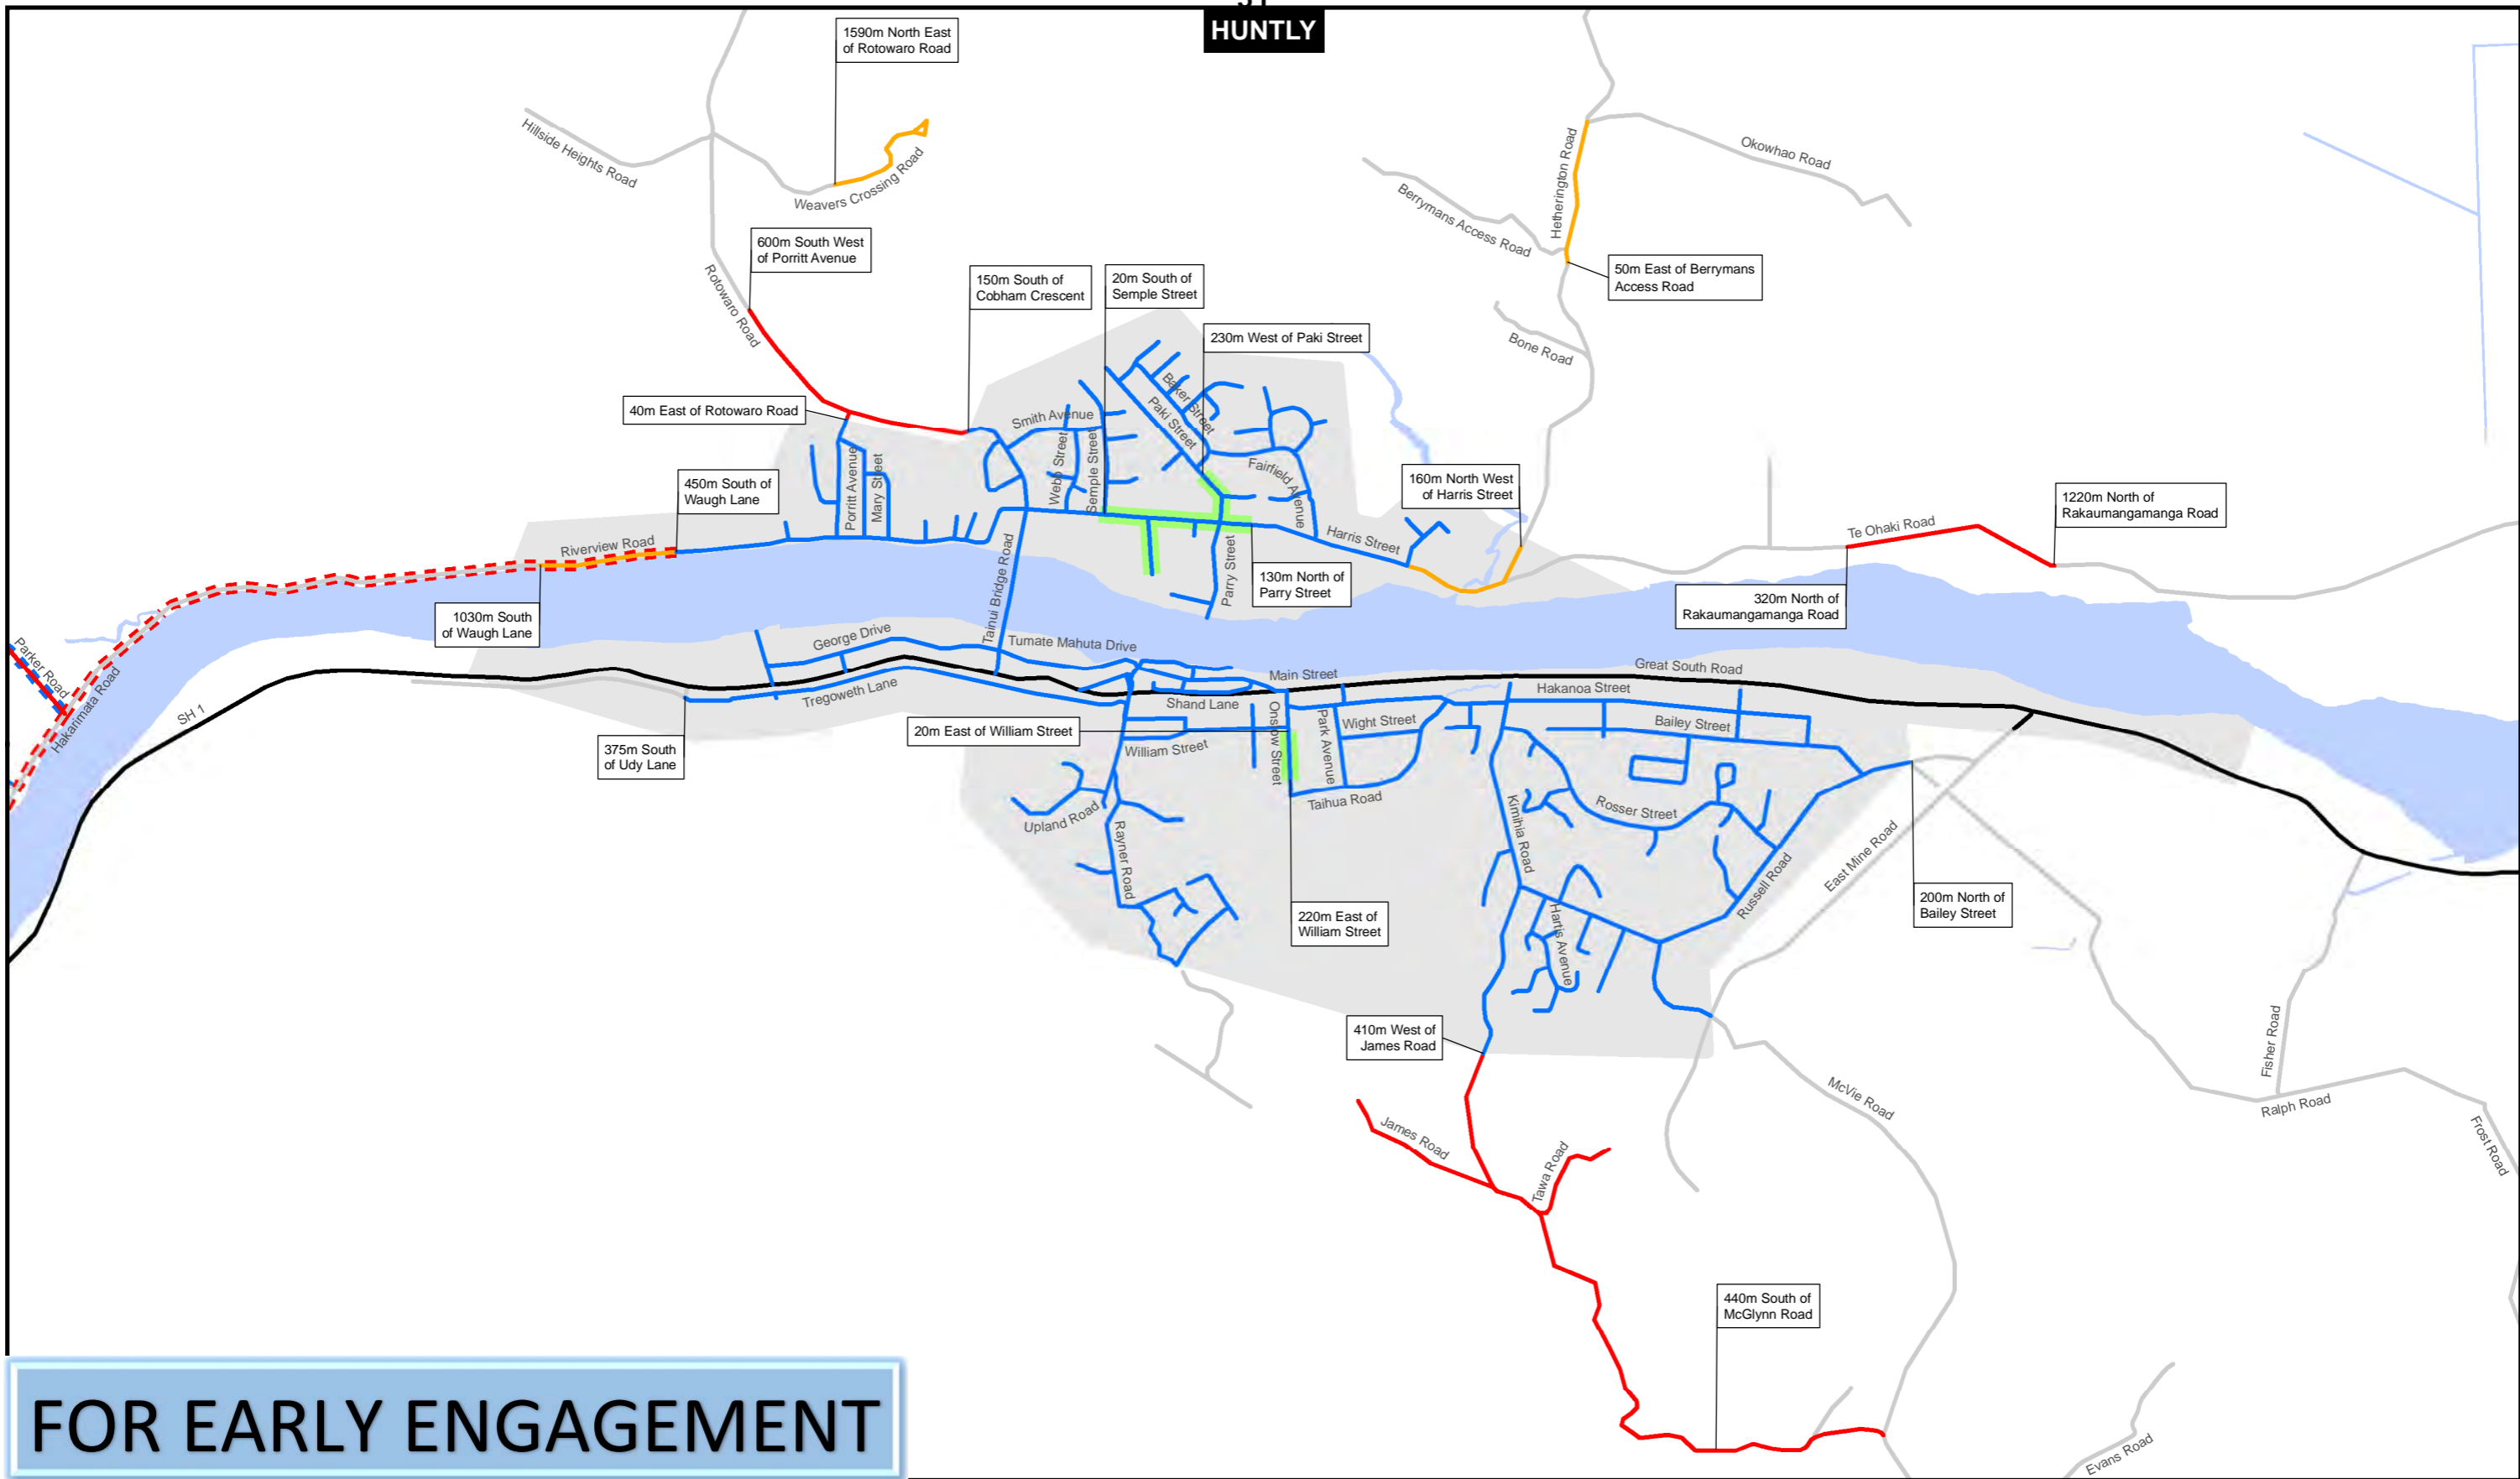 31
HUNTLY
1590m North East
of Rotowaro Road
Hillside Heights Road
Weavers Crossing Road
Hetherington Road
Okowhao Road
Berrymans Access Road
600m South West
of Porritt Avenue
Rotowaro Road
150m South of
Cobham Crescent
20m South of
Semple Street
50m East of Berrymans
Access Road
230m West of Paki Street
Bone Road
40m East of Rotowaro Road
Smith Avenue
Baker Street
Paki Street
Webb Street
Semple Street
Fairfield Avenue
Porritt Avenue
Mary Street
450m South of
Waugh Lane
160m North West
of Harris Street
1220m North of
Rakaumangamanga Road
Te Ohaki Road
Harris Street
Riverview Road
Tainui Bridge Road
Parry Street
130m North of
Parry Street
320m North of
Rakaumangamanga Road
1030m South
of Waugh Lane
George Drive
Tumate Mahuta Drive
Parker Road
Hakarimata Road
Main Street
Great South Road
SH 1
Tregoweth Lane
Shand Lane
Hakanoa Street
Onslow Street
Park Avenue
Wight Street
Bailey Street
20m East of William Street
William Street
375m South
of Udy Lane
Taihua Road
Upland Road
Rayner Road
Kimihia Road
Rosser Street
Russell Road
East Mine Road
220m East of
William Street
200m North of
Bailey Street
Hartis Avenue
410m West of
James Road
Fisher Road
McVie Road
Ralph Road
Frost Road
James Road
Tawa Road
440m South of
McGlynn Road
Evans Road
FOR EARLY ENGAGEMENT